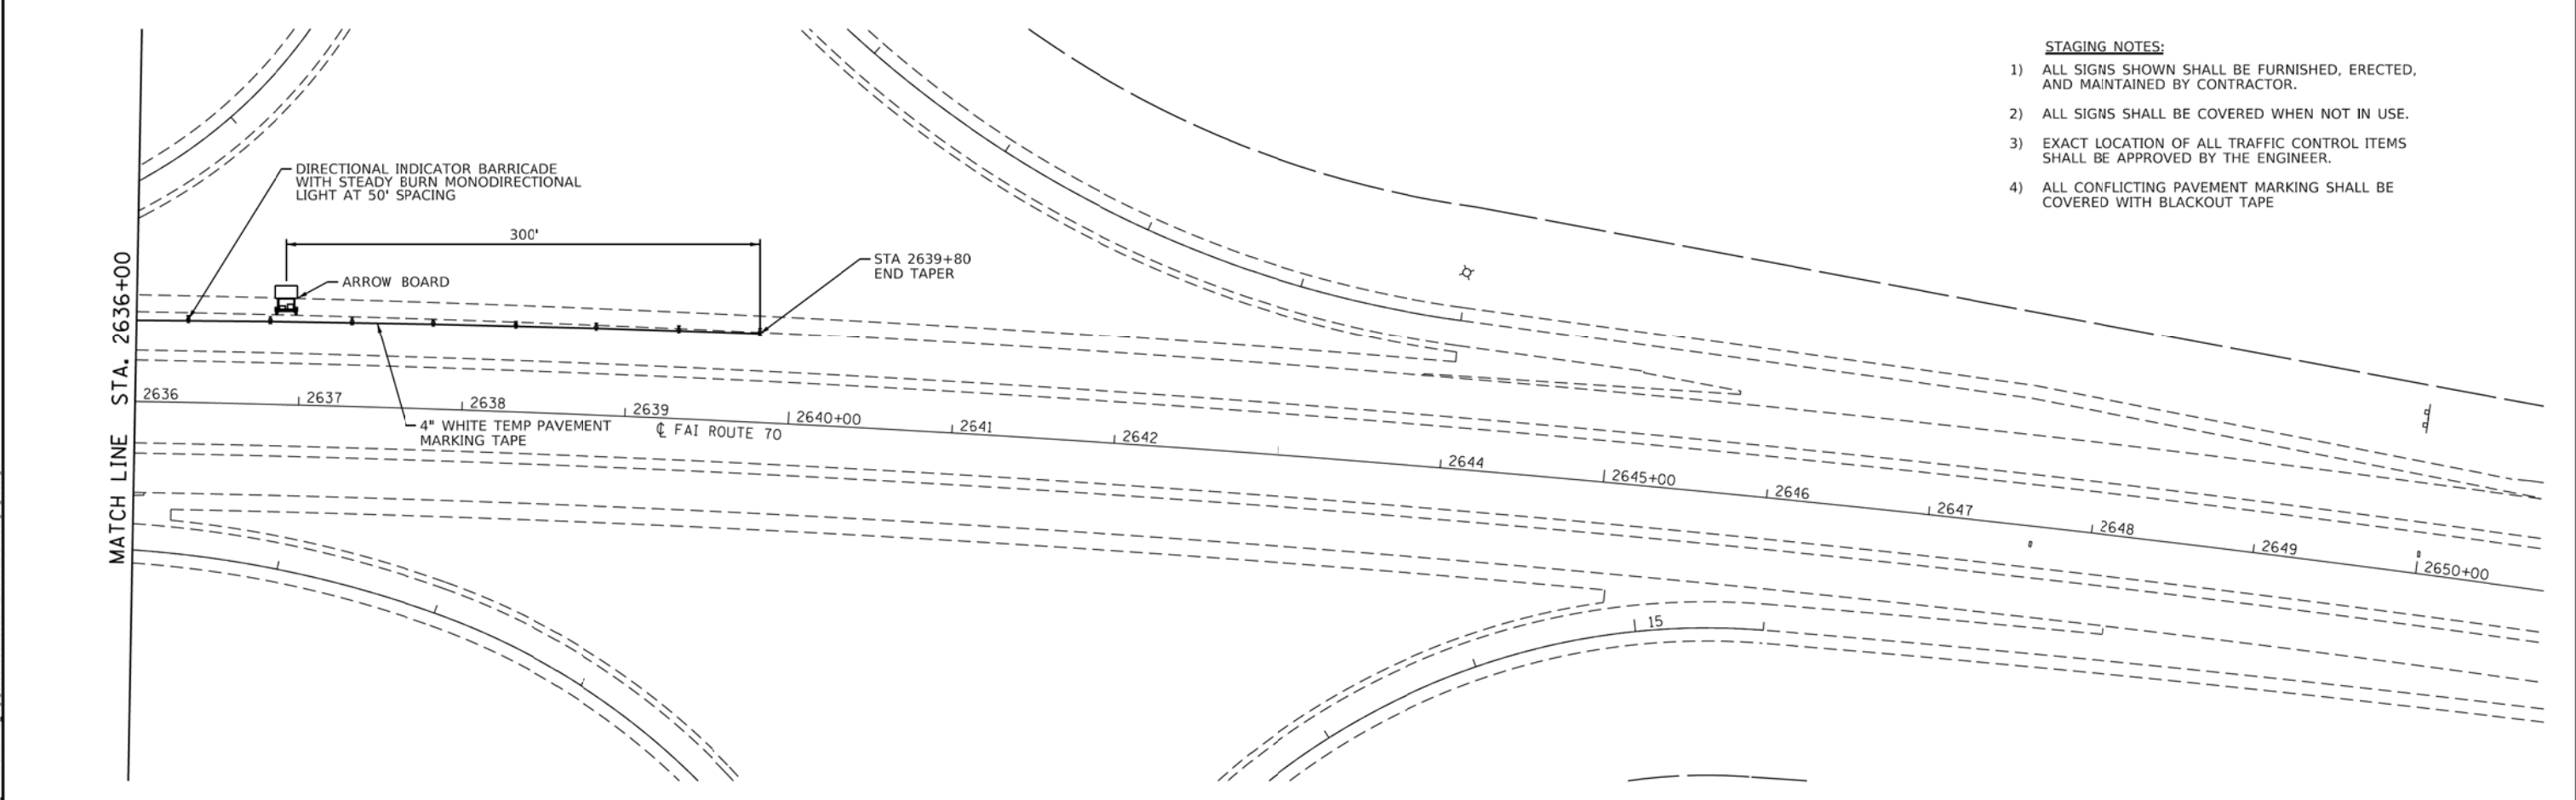 STAGING NOTES:
1) ALL SIGNS SHOWN SHALL BE FURNISHED, ERECTED,
AND MAINTAINED BY CONTRACTOR.
2) ALL SIGNS SHALL BE COVERED WHEN NOT IN USE.
3) EXACT LOCATION OF ALL TRAFFIC CONTROL ITEMS
SHALL BE APPROVED BY THE ENGINEER.
4) ALL CONFLICTING PAVEMENT MARKING SHALL BE
COVERED WITH BLACKOUT TAPE
DIRECTIONAL INDICATOR BARRICADE
WITH STEADY BURN MONODIRECTIONAL
LIGHT AT 50' SPACING
300'
STA 2639+80
END TAPER
ARROW BOARD
MATCH LINE STA. 2636+00
2636
2637
2638
2639
2640+00
2641
2642
2644
2645+00
2646
2647
2648
2649
2650+00
4" WHITE TEMP PAVEMENT
MARKING TAPE
℄ FAI ROUTE 70
15